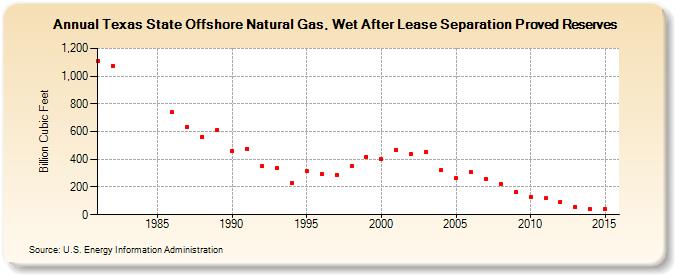 Annual Texas State Offshore Natural Gas, Wet After Lease Separation Proved Reserves
Billion Cubic Feet
1,200
1,000
800
600
400
200
0
1985 1990 1995 2000 2005 2010 2015
Source: U.S. Energy Information Administration